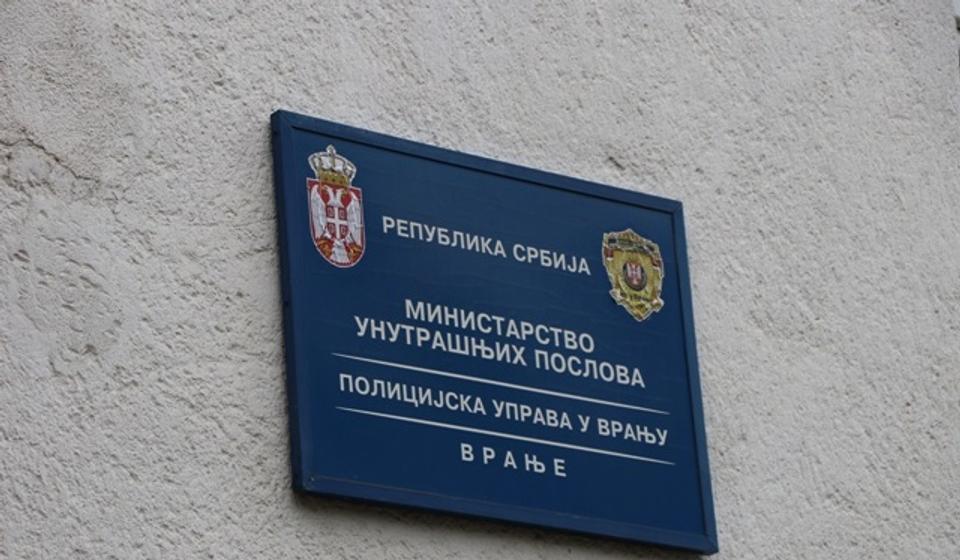 РЕПУБЛИКА СРБИЈА
МИНИСТАРСТВО
УНУТРАШЊИХ ПОСЛОВА
ПОЛИЦИЈСКА УПРАВА У ВРАЊУ
ВРАЊЕ